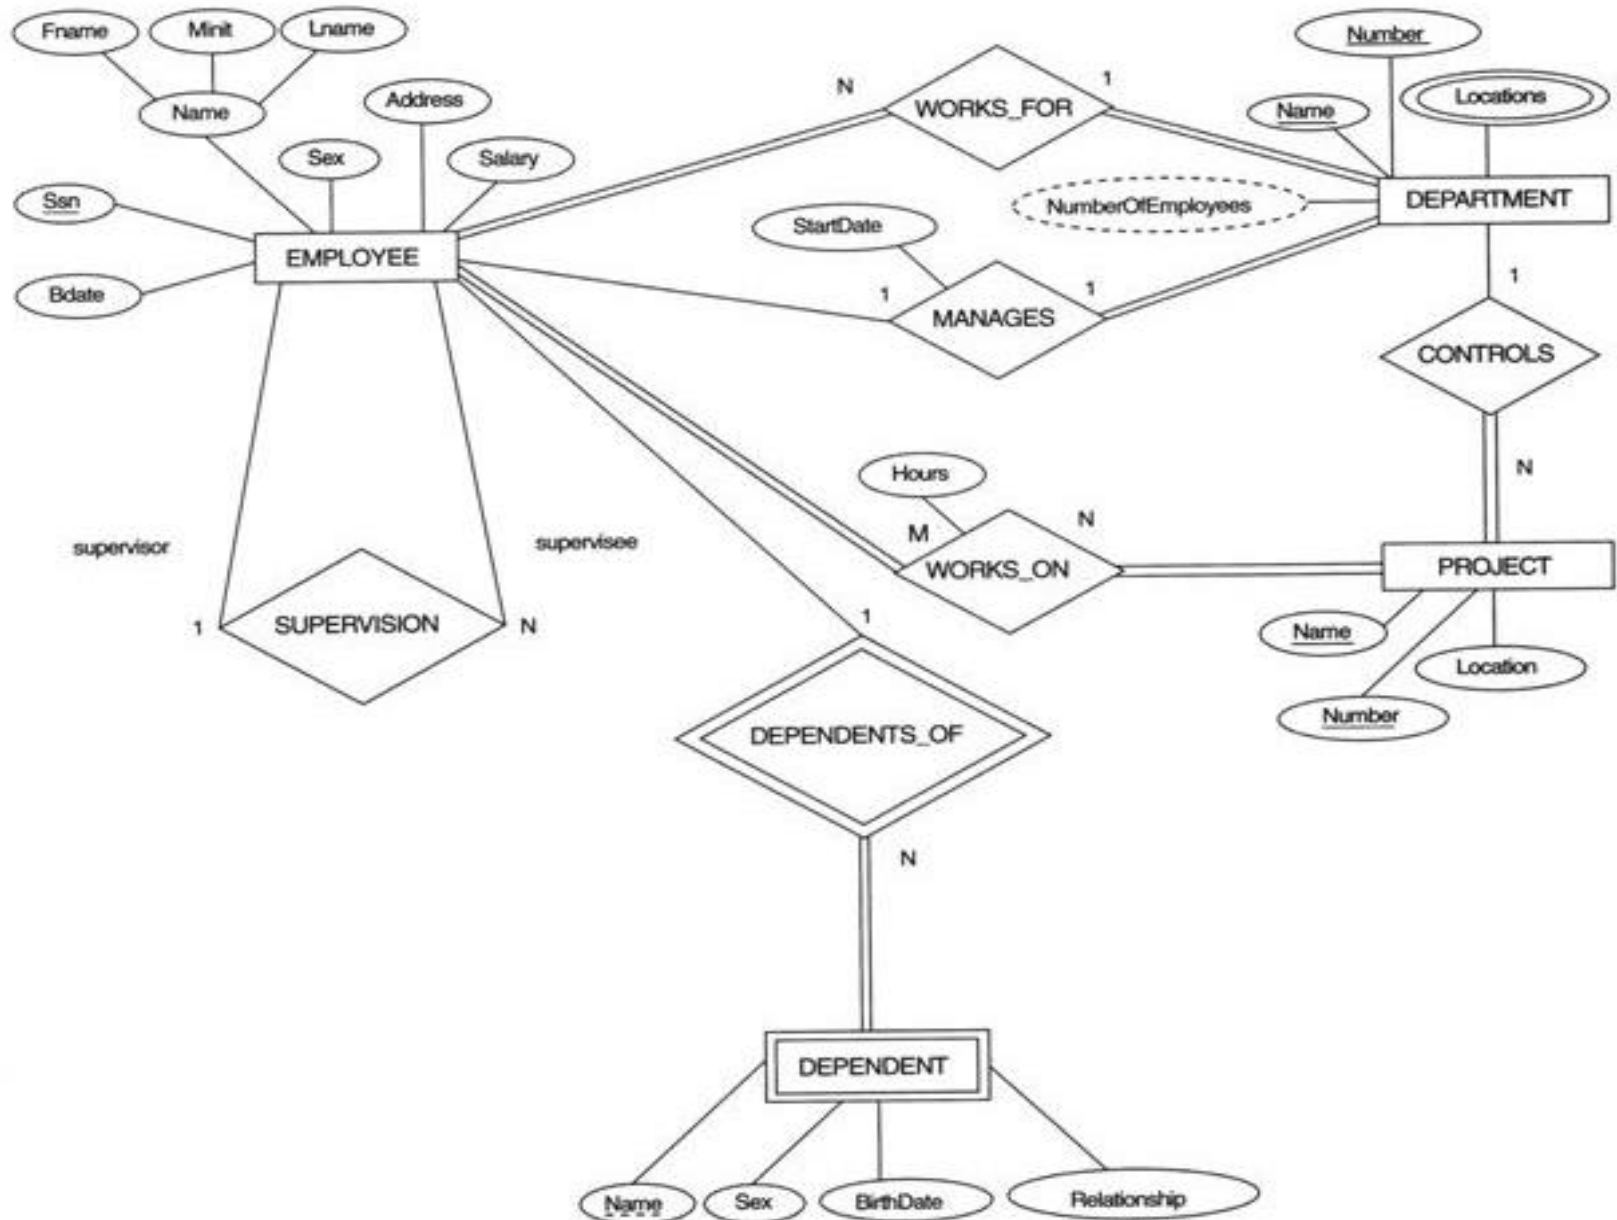 Fname
Minit
Lname
Number
Address
Locations
Name
N
WORKS_FOR
1
Name
Sex
Salary
Ssn
NumberOfEmployees
DEPARTMENT
StartDate
EMPLOYEE
Bdate
1
MANAGES
1
1
CONTROLS
Hours
N
M
N
supervisor
supervisee
WORKS_ON
PROJECT
1
SUPERVISION
N
1
Name
Location
Number
DEPENDENTS_OF
N
DEPENDENT
Name
Sex
BirthDate
Relationship